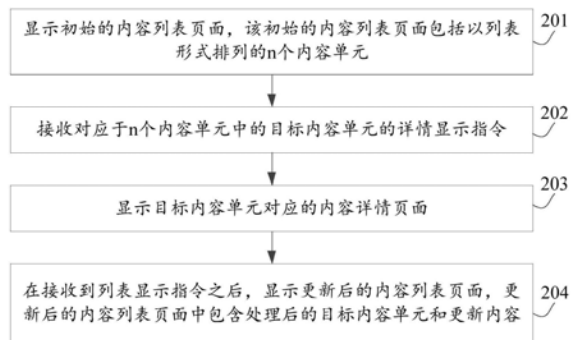 显示初始的内容列表页面，该初始的内容列表页面包括以列表
形式排列的n个内容单元
201
接收对应于n个内容单元中的目标内容单元的详情显示指令
202
显示目标内容单元对应的内容详情页面
203
在接收到列表显示指令之后，显示更新后的内容列表页面，更
新后的内容列表页面中包含处理后的目标内容单元和更新内容
204